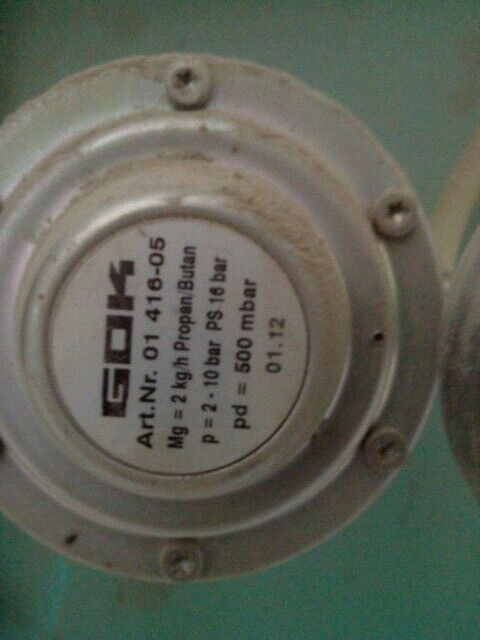 GOK
Art.Nr. 01 416-05
Mg = 2 kg/h Propan/Butan
p = 2 - 10 bar PS 16 bar
pd = 500 mbar
01.12